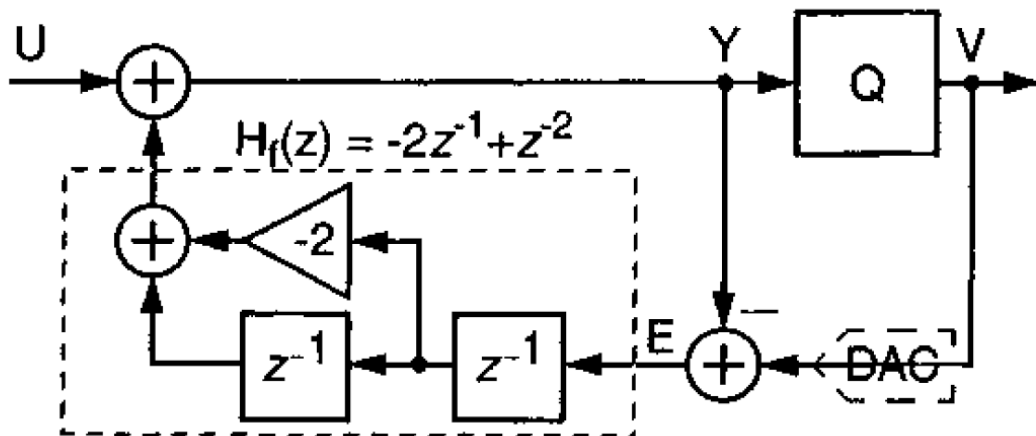 U
Y
V
Q
+
H_f(z) = -2z^{-1}+z^{-2}
+
-2
z^{-1}
z^{-1}
E
+
—
DAC